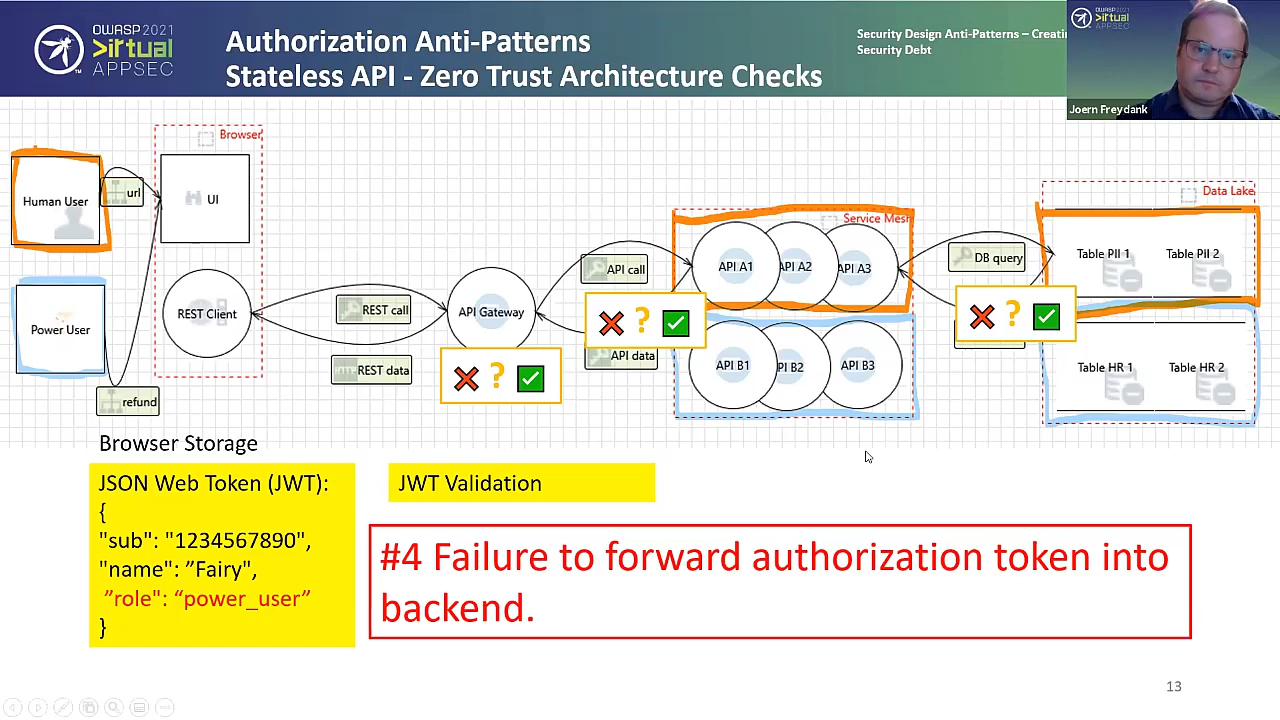 OWASP 2021
Virtual
APPSEC
Authorization Anti-Patterns
Stateless API - Zero Trust Architecture Checks
Security Design Anti-Patterns – Creati
Security Debt
OWASP 2021
Virtual
APPSEC
Joern Freydank
Browser
Human User
url
UI
Power User
refund
REST Client
REST call
REST data
API Gateway
API call
API data
Service Mesh
API A1
API A2
API A3
API B1
API B2
API B3
DB query
Data Lake
Table PII 1
Table PII 2
Table HR 1
Table HR 2
Browser Storage
JSON Web Token (JWT):
{
"sub": "1234567890",
"name": ”Fairy",
”role": “power_user”
}
JWT Validation
#4 Failure to forward authorization token into
backend.
13